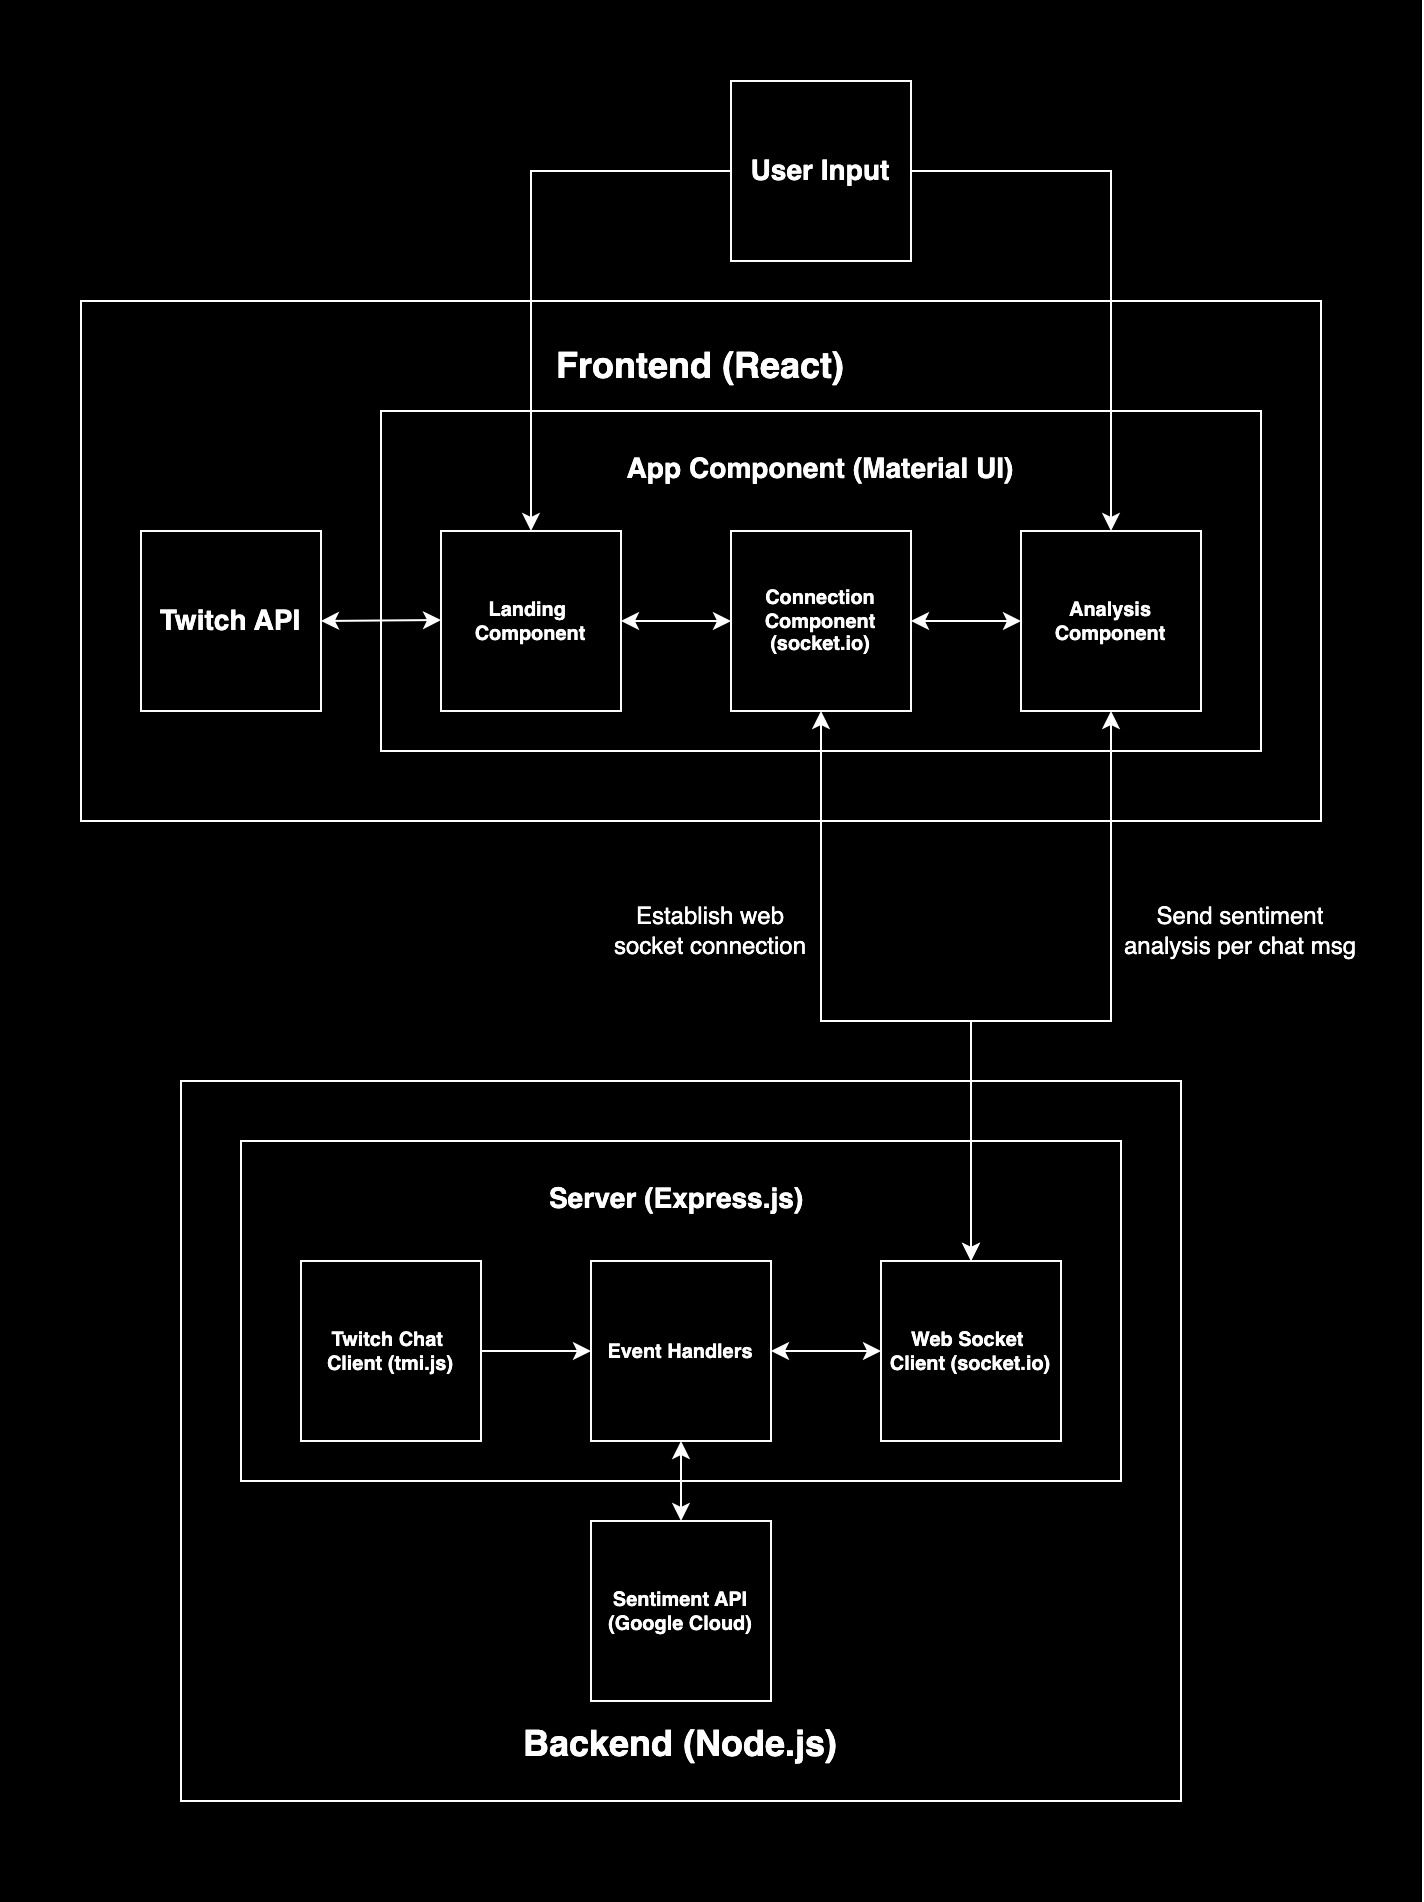 User Input
Frontend (React)
App Component (Material UI)
Twitch API
Landing
Component
Connection
Component
(socket.io)
Analysis
Component
Establish web
socket connection
Send sentiment
analysis per chat msg
Server (Express.js)
Twitch Chat
Client (tmi.js)
Event Handlers
Web Socket
Client (socket.io)
Sentiment API
(Google Cloud)
Backend (Node.js)